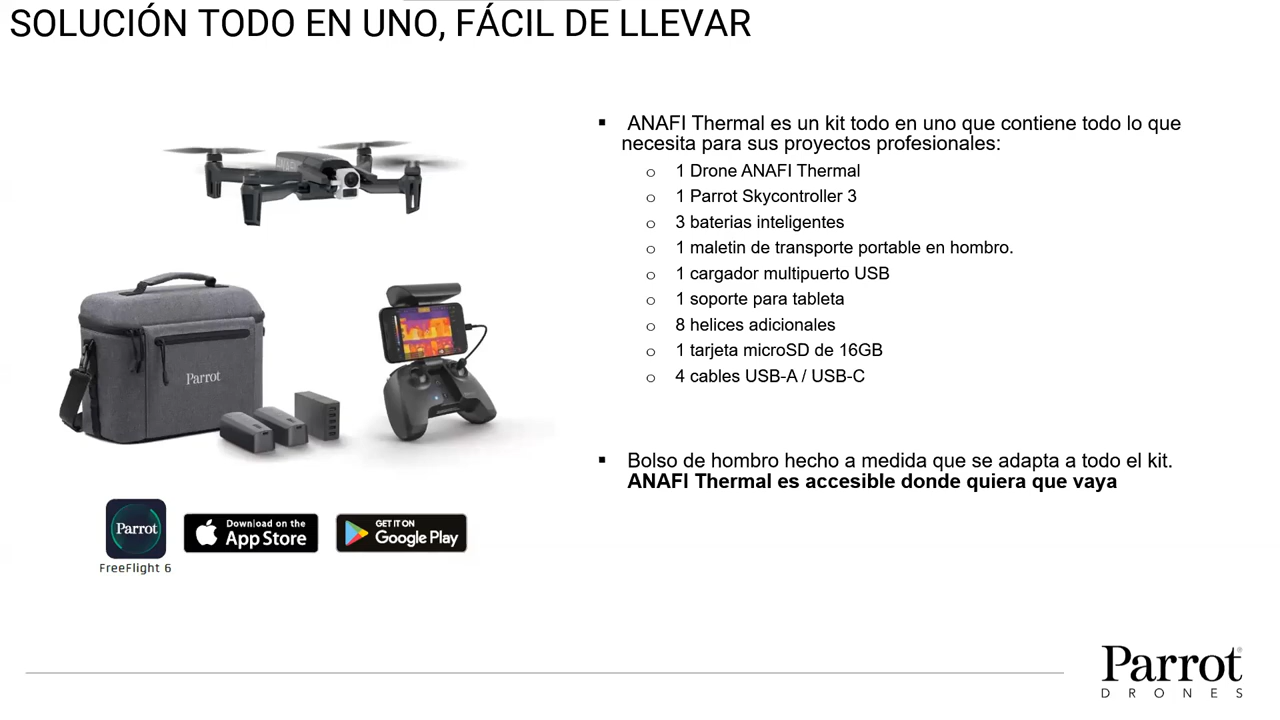 SOLUCIÓN TODO EN UNO, FÁCIL DE LLEVAR
▪ ANAFI Thermal es un kit todo en uno que contiene todo lo que
necesita para sus proyectos profesionales:
o 1 Drone ANAFI Thermal
o 1 Parrot Skycontroller 3
o 3 baterias inteligentes
o 1 maletin de transporte portable en hombro.
o 1 cargador multipuerto USB
o 1 soporte para tableta
o 8 helices adicionales
o 1 tarjeta microSD de 16GB
o 4 cables USB-A / USB-C
▪ Bolso de hombro hecho a medida que se adapta a todo el kit.
ANAFI Thermal es accesible donde quiera que vaya
Parrot
Parrot
FreeFlight 6
Download on the
App Store
GET IT ON
Google Play
Parrot®
DRONES